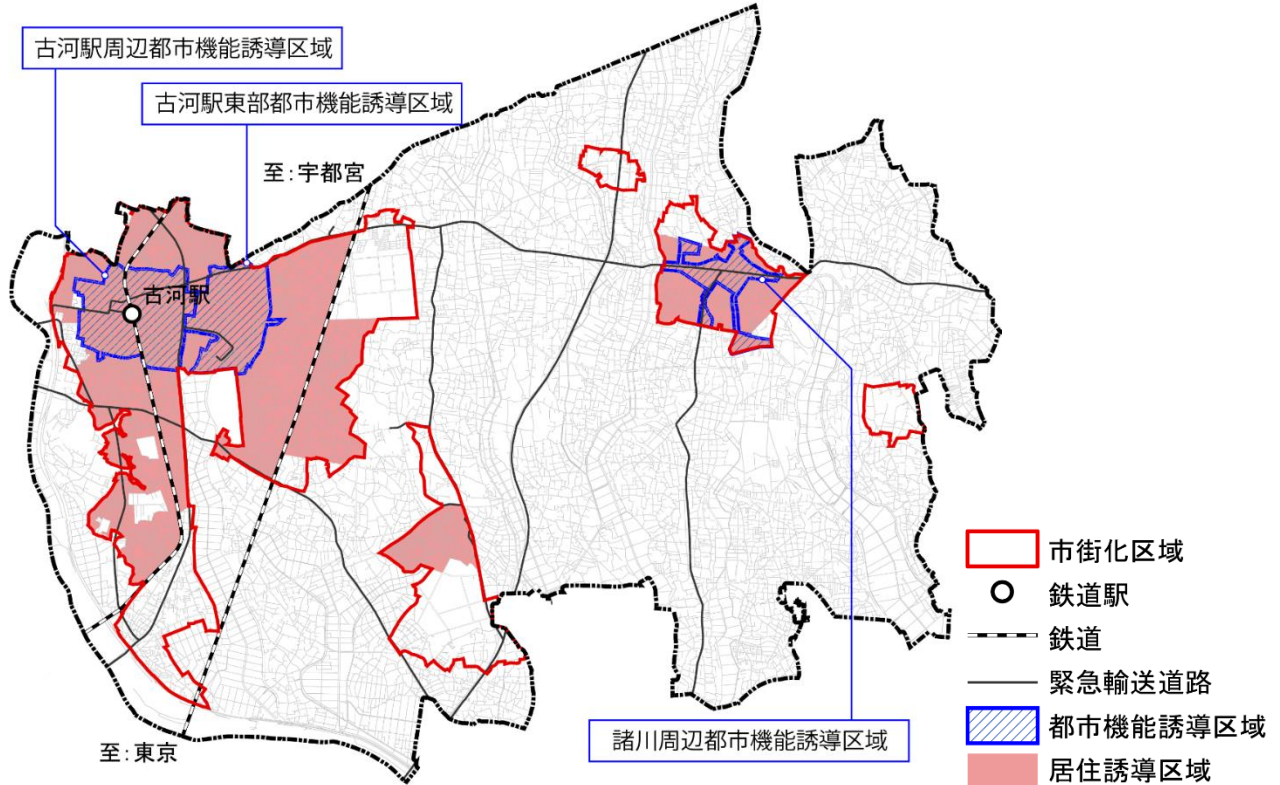 古河駅周辺都市機能誘導区域
古河駅東部都市機能誘導区域
至：宇都宮
古河駅
至：東京
諸川周辺都市機能誘導区域
市街化区域
鉄道駅
鉄道
緊急輸送道路
都市機能誘導区域
居住誘導区域